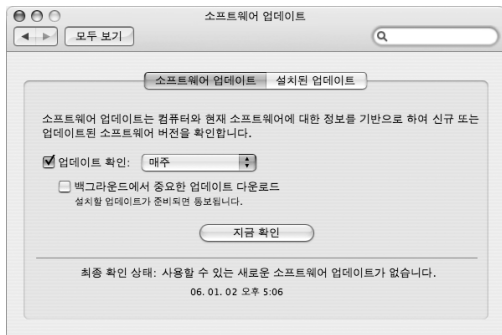 소프트웨어 업데이트
모두 보기
소프트웨어 업데이트 설치된 업데이트
소프트웨어 업데이트는 컴퓨터와 현재 소프트웨어에 대한 정보를 기반으로 하여 신규 또는
업데이트된 소프트웨어 버전을 확인합니다.
업데이트 확인: 매주
백그라운드에서 중요한 업데이트 다운로드
설치할 업데이트가 준비되면 통보됩니다.
지금 확인
최종 확인 상태: 사용할 수 있는 새로운 소프트웨어 업데이트가 없습니다.
06. 01. 02 오후 5:06